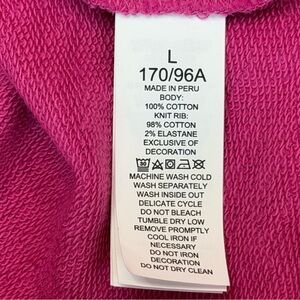 L
170/96A
MADE IN PERU
BODY:
100% COTTON
KNIT RIB:
98% COTTON
2% ELASTANE
EXCLUSIVE OF
DECORATION
MACHINE WASH COLD
WASH SEPARATELY
WASH INSIDE OUT
DELICATE CYCLE
DO NOT BLEACH
TUMBLE DRY LOW
REMOVE PROMPTLY
COOL IRON IF
NECESSARY
DO NOT IRON
DECORATION
DO NOT DRY CLEAN